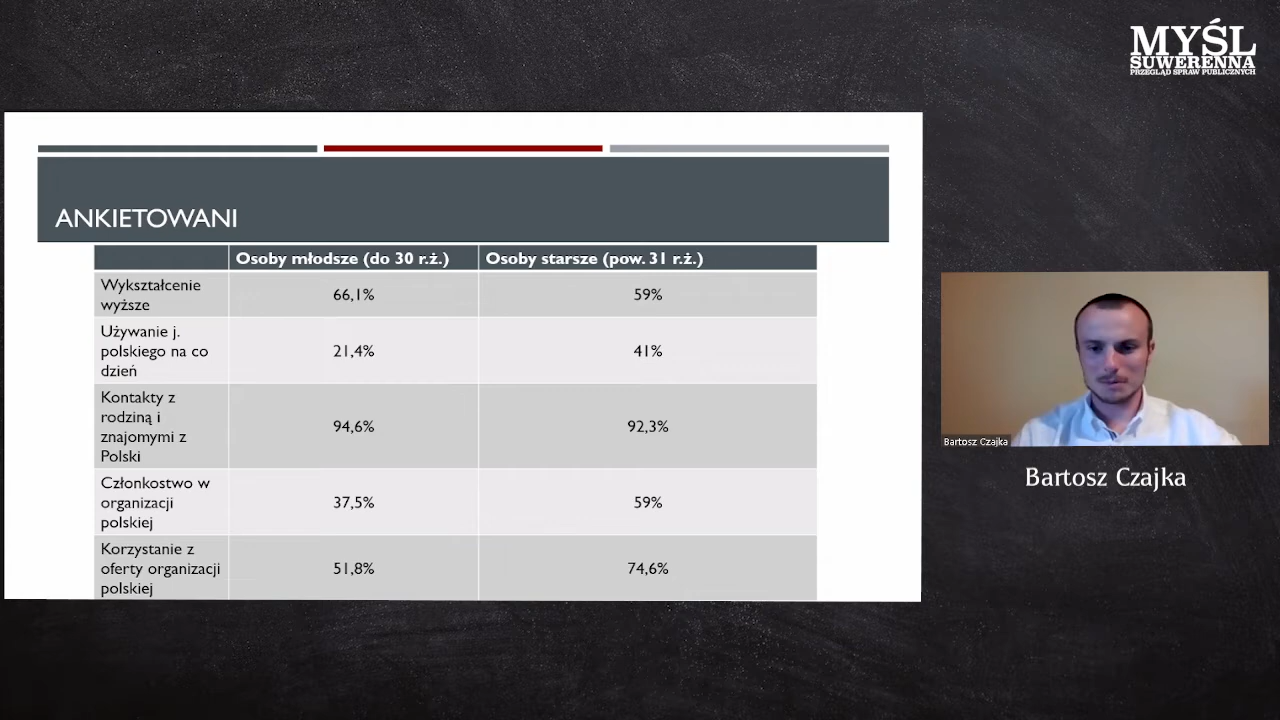 MYŚL
SUWERENNA
PRZEGLĄD SPRAW PUBLICZNYCH
ANKIETOWANI
Osoby młodsze (do 30 r.ż.) Osoby starsze (pow. 31 r.ż.)
Wykształcenie
wyższe
66,1% 59%
Używanie j.
polskiego na co
dzień
21,4% 41%
Kontakty z
rodziną i
znajomymi z
Polski
94,6% 92,3%
Członkostwo w
organizacji
polskiej
37,5% 59%
Korzystanie z
oferty organizacji
polskiej
51,8% 74,6%
Bartosz Czajka
Bartosz Czajka